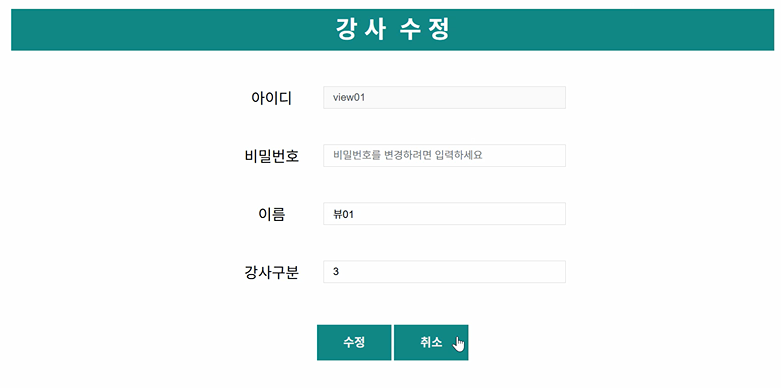 강 사 수 정
아이디 view01
비밀번호 비밀번호를 변경하려면 입력하세요
이름 뷰01
강사구분 3
수정 취소